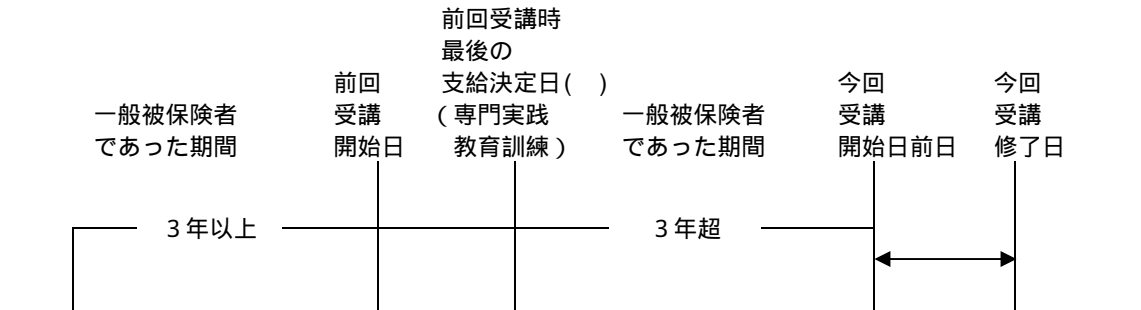 一般被保険者
であった期間
前回
受講
開始日
前回受講時
最後の
支給決定日(　)
(専門実践
教育訓練)
一般被保険者
であった期間
今回
受講
開始日前日
今回
受講
修了日
3年以上
3年超